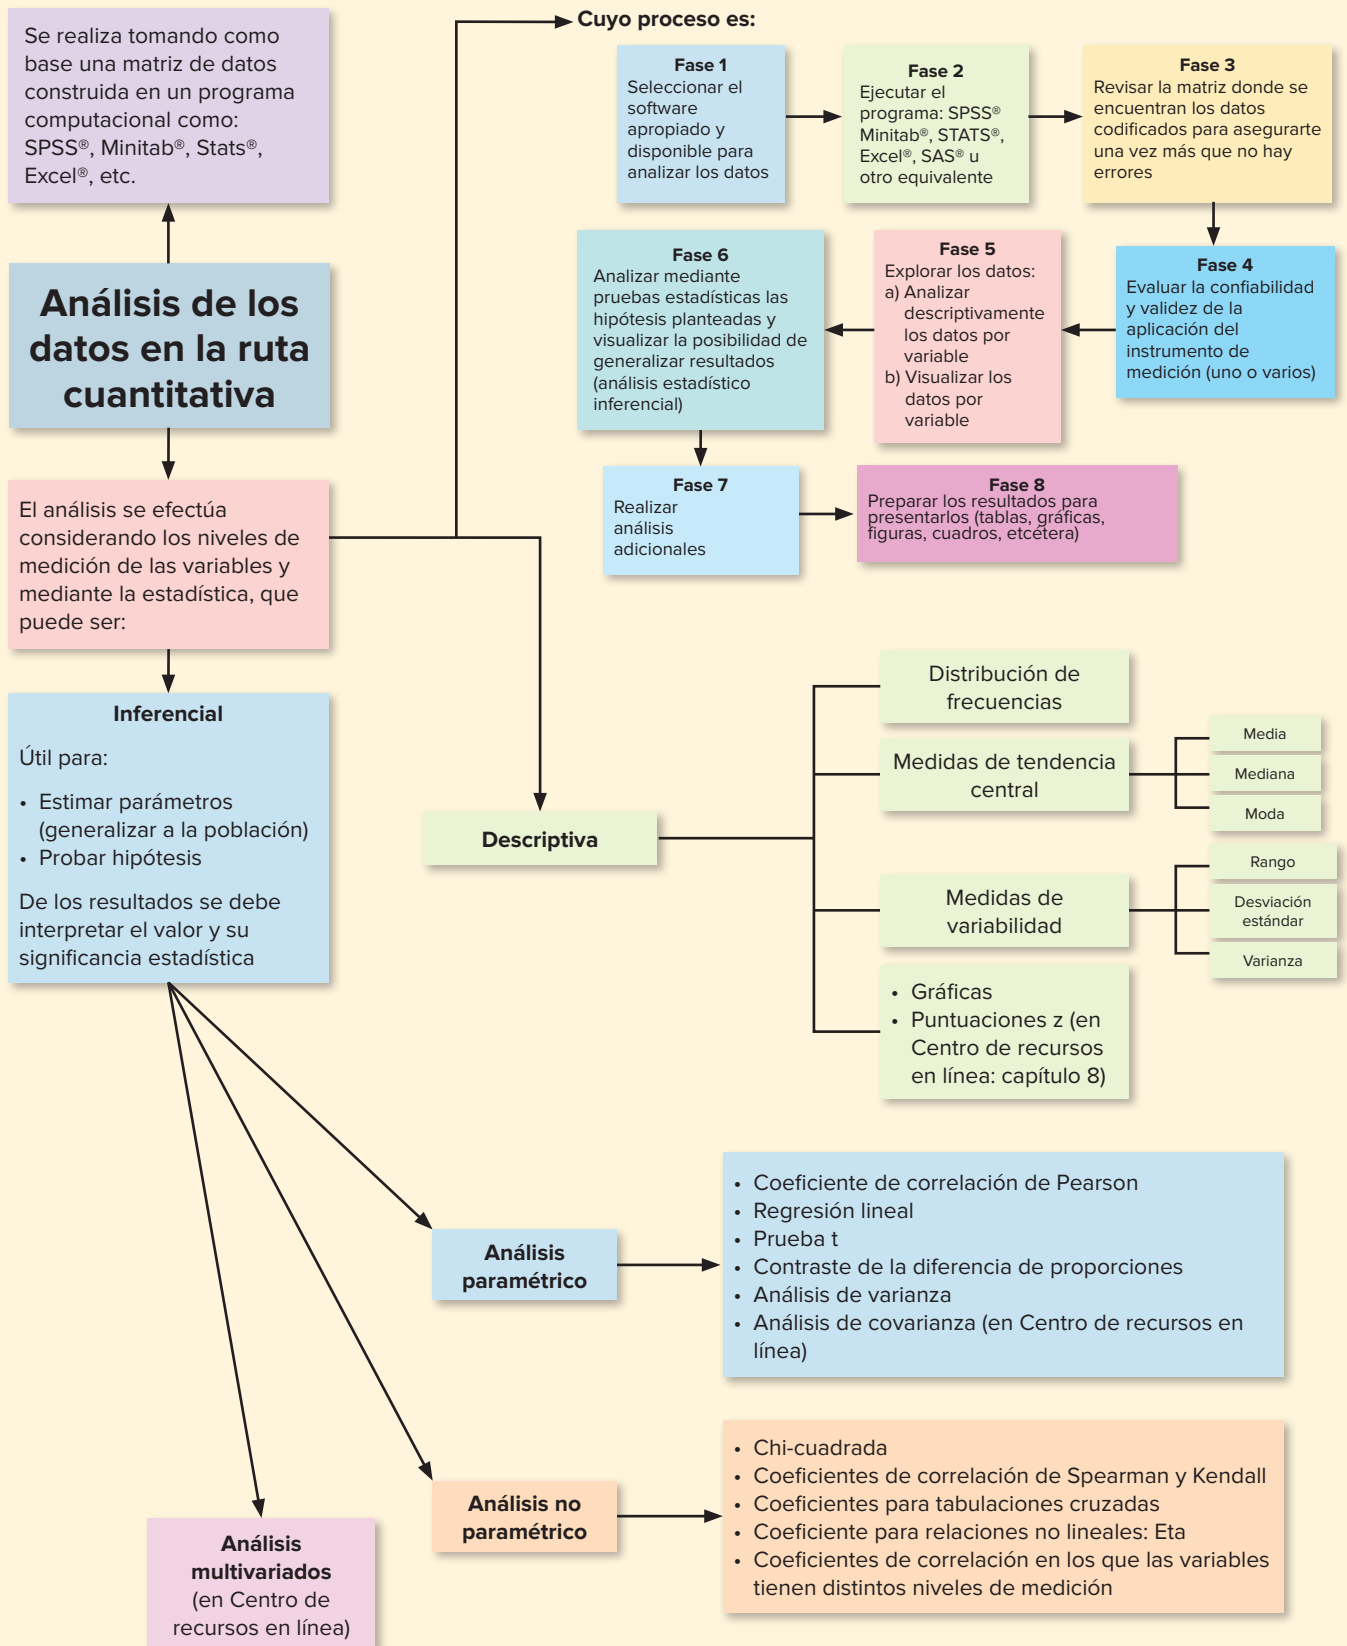 Se realiza tomando como
base una matriz de datos
construida en un programa
computacional como:
SPSS®, Minitab®, Stats®,
Excel®, etc.
Análisis de los
datos en la ruta
cuantitativa
El análisis se efectúa
considerando los niveles de
medición de las variables y
mediante la estadística, que
puede ser:
Cuyo proceso es:
Fase 1
Seleccionar el
software
apropiado y
disponible para
analizar los datos
Fase 2
Ejecutar el
programa: SPSS®
Minitab®, STATS®,
Excel®, SAS® u
otro equivalente
Fase 3
Revisar la matriz donde se
encuentran los datos
codificados para asegurarte
una vez más que no hay
errores
Fase 4
Evaluar la confiabilidad
y validez de la
aplicación del
instrumento de
medición (uno o varios)
Fase 5
Explorar los datos:
a) Analizar
descriptivamente
los datos por
variable
b) Visualizar los
datos por
variable
Fase 6
Analizar mediante
pruebas estadísticas las
hipótesis planteadas y
visualizar la posibilidad de
generalizar resultados
(análisis estadístico
inferencial)
Fase 7
Realizar
análisis
adicionales
Fase 8
Preparar los resultados para
presentarlos (tablas, gráficas,
figuras, cuadros, etcétera)
Inferencial
Útil para:
• Estimar parámetros
(generalizar a la población)
• Probar hipótesis
De los resultados se debe
interpretar el valor y su
significancia estadística
Descriptiva
Distribución de
frecuencias
Medidas de tendencia
central
Media
Mediana
Moda
Medidas de
variabilidad
Rango
Desviación
estándar
Varianza
• Gráficas
• Puntuaciones z (en
Centro de recursos
en línea: capítulo 8)
Análisis
paramétrico
• Coeficiente de correlación de Pearson
• Regresión lineal
• Prueba t
• Contraste de la diferencia de proporciones
• Análisis de varianza
• Análisis de covarianza (en Centro de recursos en
línea)
Análisis no
paramétrico
• Chi-cuadrada
• Coeficientes de correlación de Spearman y Kendall
• Coeficientes para tabulaciones cruzadas
• Coeficiente para relaciones no lineales: Eta
• Coeficientes de correlación en los que las variables
tienen distintos niveles de medición
Análisis
multivariados
(en Centro de
recursos en línea)